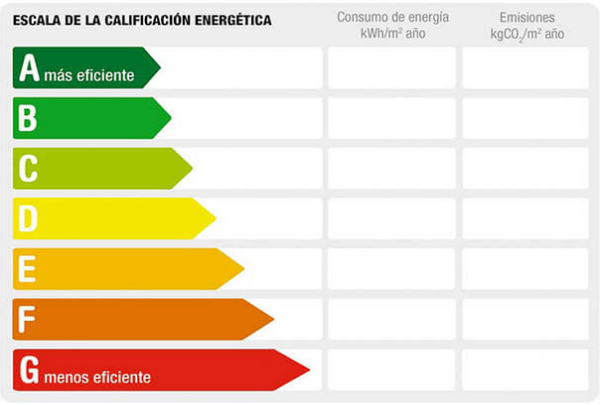 ESCALA DE LA CALIFICACIÓN ENERGÉTICA
Consumo de energía
kWh/m² año
Emisiones
kgCO₂/m² año
A más eficiente
B
C
D
E
F
G menos eficiente